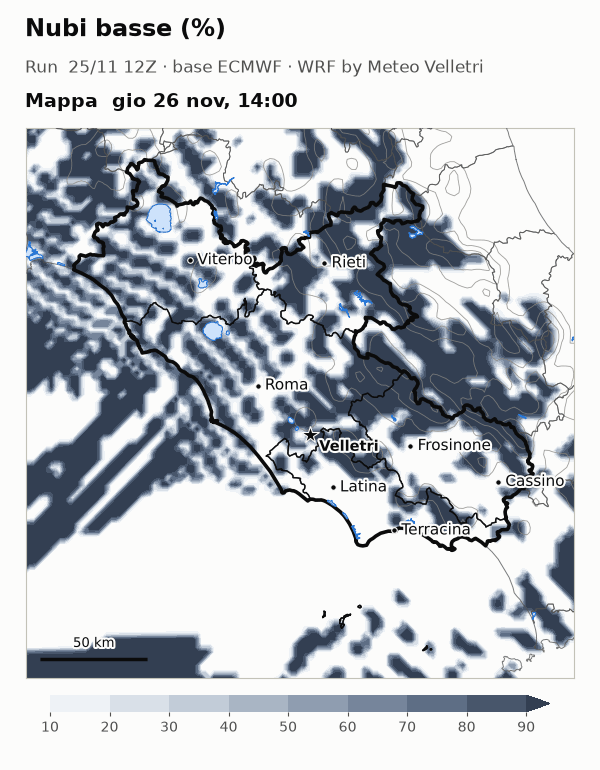 Nubi basse (%)
Run  25/11 12Z · base ECMWF · WRF by Meteo Velletri
Mappa  gio 26 nov, 14:00
Viterbo
Rieti
Roma
Velletri
Frosinone
Latina
Cassino
Terracina
50 km
10 20 30 40 50 60 70 80 90